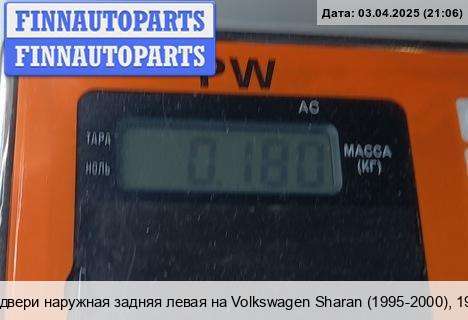 FINNAUTOPARTS
FINNAUTOPARTS
Дата: 03.04.2025 (21:06)
PW
AC
ТАРА
НОЛЬ
0.180
МАССА
(КГ)
двери наружная задняя левая на Volkswagen Sharan (1995-2000), 19